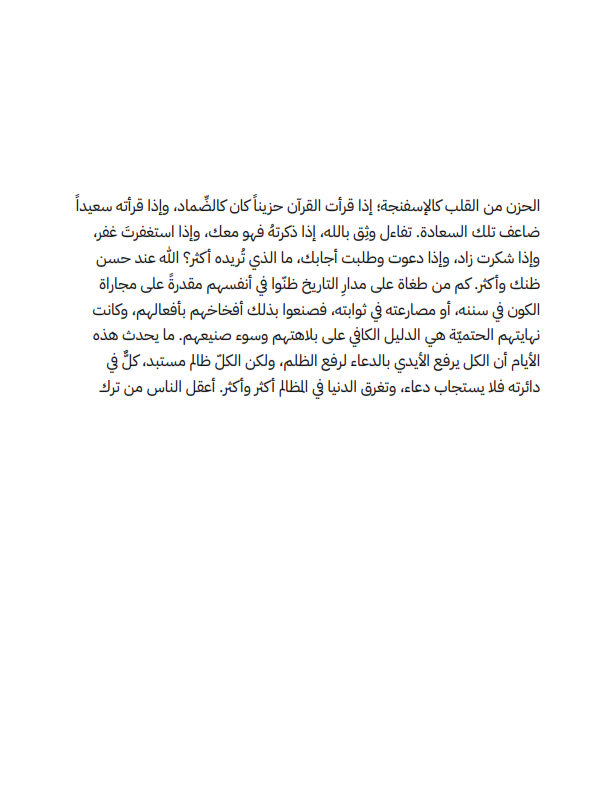 الحزن من القلب كالإسفنجة؛ إذا قرأت القرآن حزيناً كان كالضِّماد، وإذا قرأته سعيداً
ضاعف تلك السعادة. تفاءل وثِق بالله، إذا ذكرتهُ فهو معك، وإذا استغفرتَ غفر،
وإذا شكرت زاد، وإذا دعوت وطلبت أجابك، ما الذي تُريده أكثر؟ الله عند حسن
ظنك وأكثر. كم من طغاة على مدارِ التاريخ ظنّوا في أنفسهم مقدرةً على مجاراة
الكون في سننه، أو مصارعته في ثوابته، فصنعوا بذلك أفخاخهم بأفعالهم، وكانت
نهايتهم الحتميّة هي الدليل الكافي على بلاهتهم وسوء صنيعهم. ما يحدث هذه
الأيام أن الكل يرفع الأيدي بالدعاء لرفع الظلم، ولكن الكلّ ظالم مستبد، كلٌّ في
دائرته فلا يستجاب دعاء، وتغرق الدنيا في المظالم أكثر وأكثر. أعقل الناس من ترك